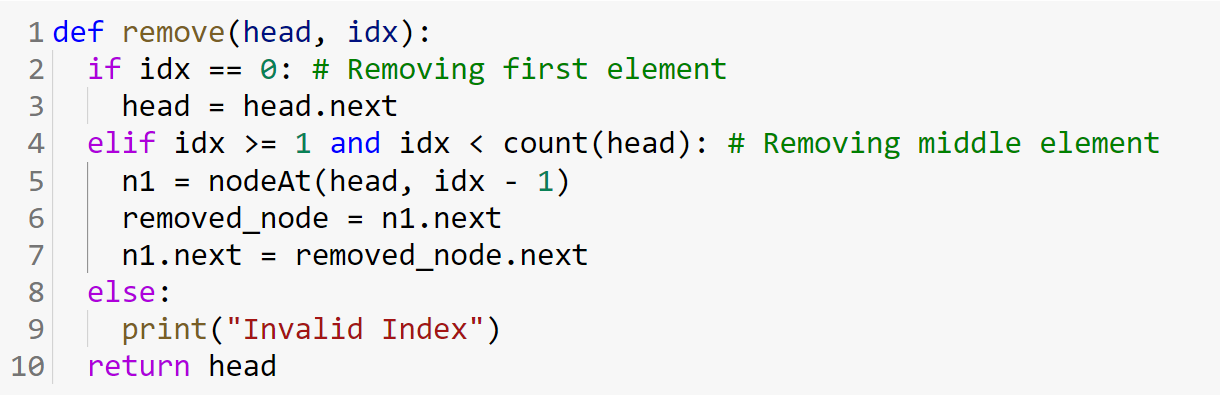 1 def remove(head, idx):
2   if idx == 0: # Removing first element
3     head = head.next
4   elif idx >= 1 and idx < count(head): # Removing middle element
5     n1 = nodeAt(head, idx - 1)
6     removed_node = n1.next
7     n1.next = removed_node.next
8   else:
9     print("Invalid Index")
10   return head